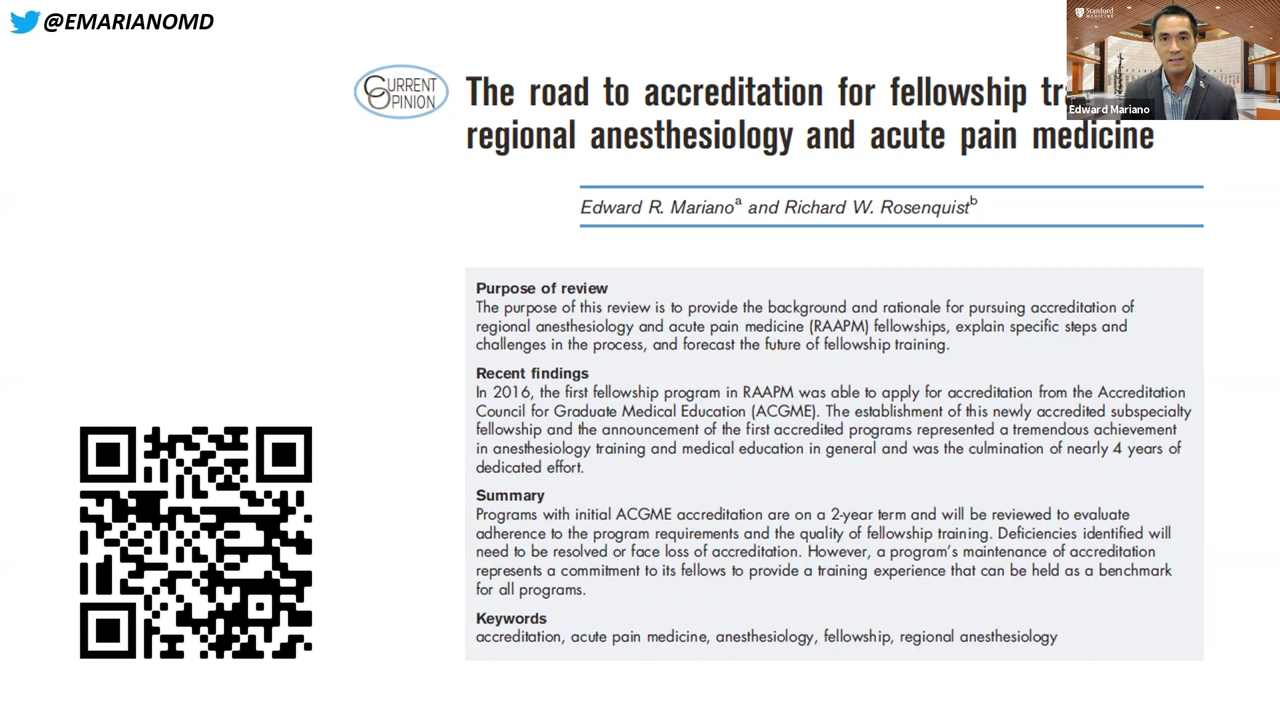 @EMARIANOMD
Stanford
MEDICINE
Edward Mariano
CURRENT
OPINION
The road to accreditation for fellowship
regional anesthesiology and acute pain medicine
Edward R. Marianoa and Richard W. Rosenquistb
Purpose of review
The purpose of this review is to provide the background and rationale for pursuing accreditation of
regional anesthesiology and acute pain medicine (RAAPM) fellowships, explain specific steps and
challenges in the process, and forecast the future of fellowship training.
Recent findings
In 2016, the first fellowship program in RAAPM was able to apply for accreditation from the Accreditation
Council for Graduate Medical Education (ACGME). The establishment of this newly accredited subspecialty
fellowship and the announcement of the first accredited programs represented a tremendous achievement
in anesthesiology training and medical education in general and was the culmination of nearly 4 years of
dedicated effort.
Summary
Programs with initial ACGME accreditation are on a 2-year term and will be reviewed to evaluate
adherence to the program requirements and the quality of fellowship training. Deficiencies identified will
need to be resolved or face loss of accreditation. However, a program's maintenance of accreditation
represents a commitment to its fellows to provide a training experience that can be held as a benchmark
for all programs.
Keywords
accreditation, acute pain medicine, anesthesiology, fellowship, regional anesthesiology